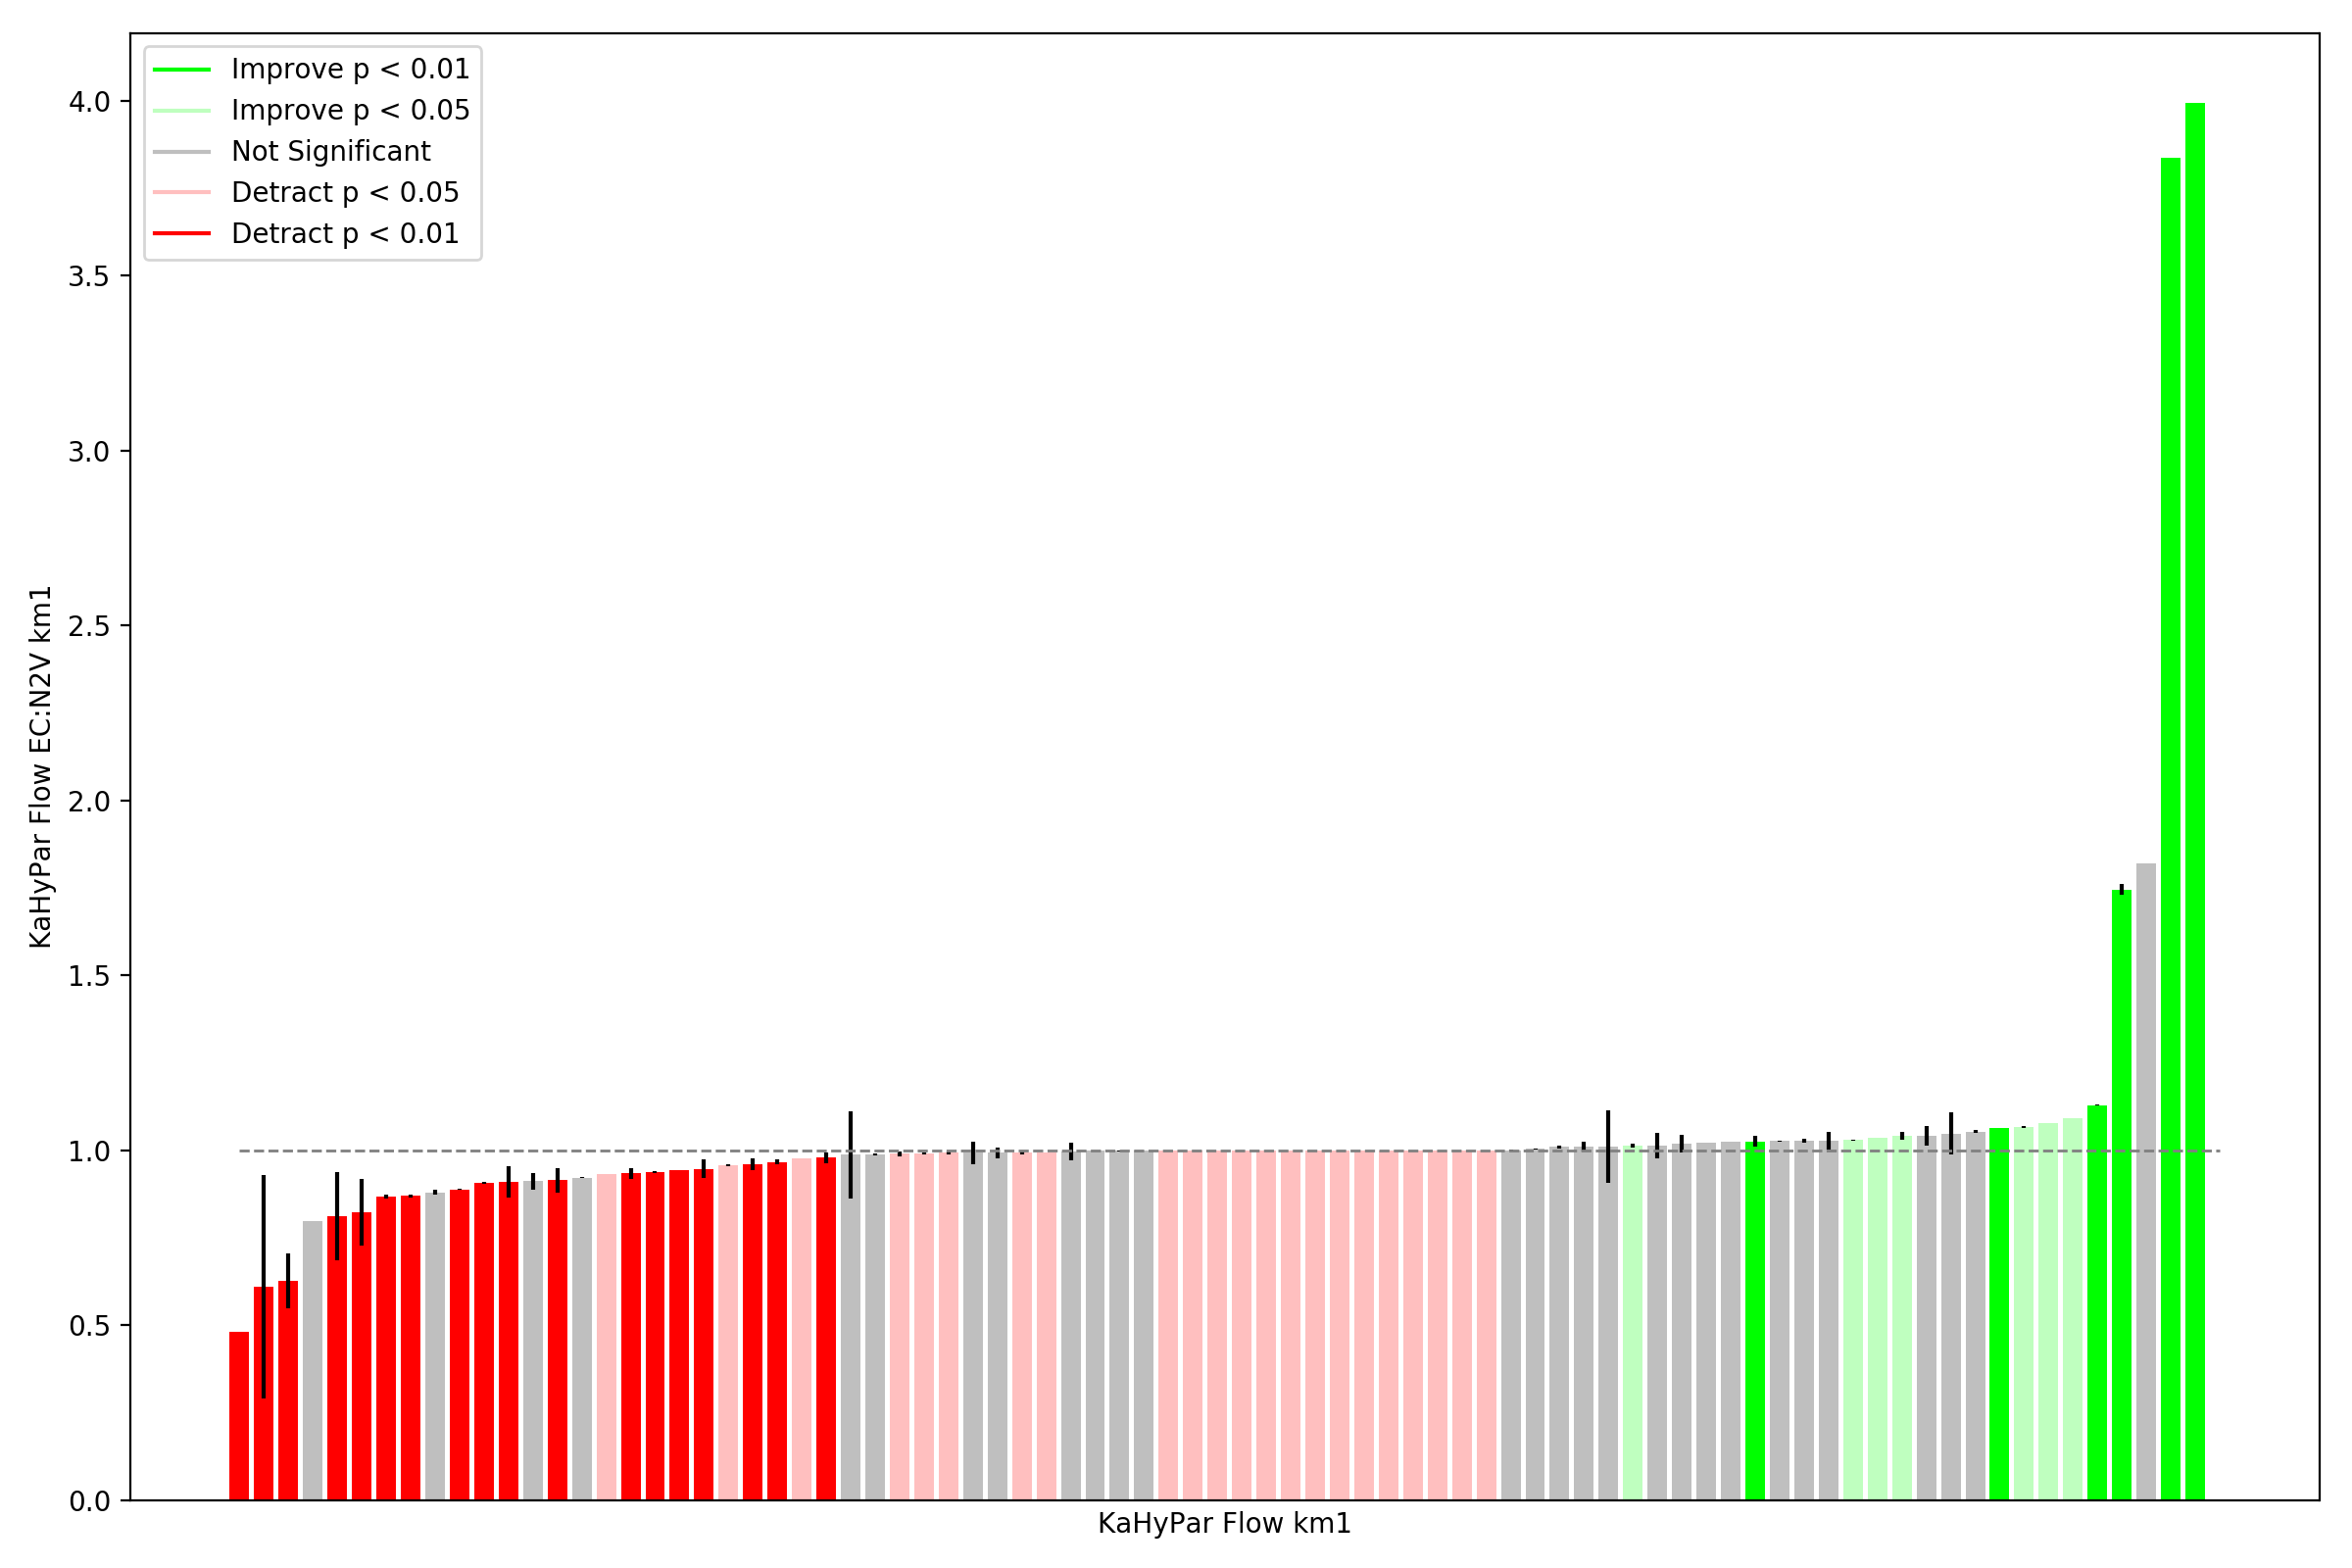 Improve p < 0.01
Improve p < 0.05
Not Significant
Detract p < 0.05
Detract p < 0.01
4.0
3.5
3.0
2.5
2.0
1.5
1.0
0.5
0.0
KaHyPar Flow EC:N2V km1
KaHyPar Flow km1